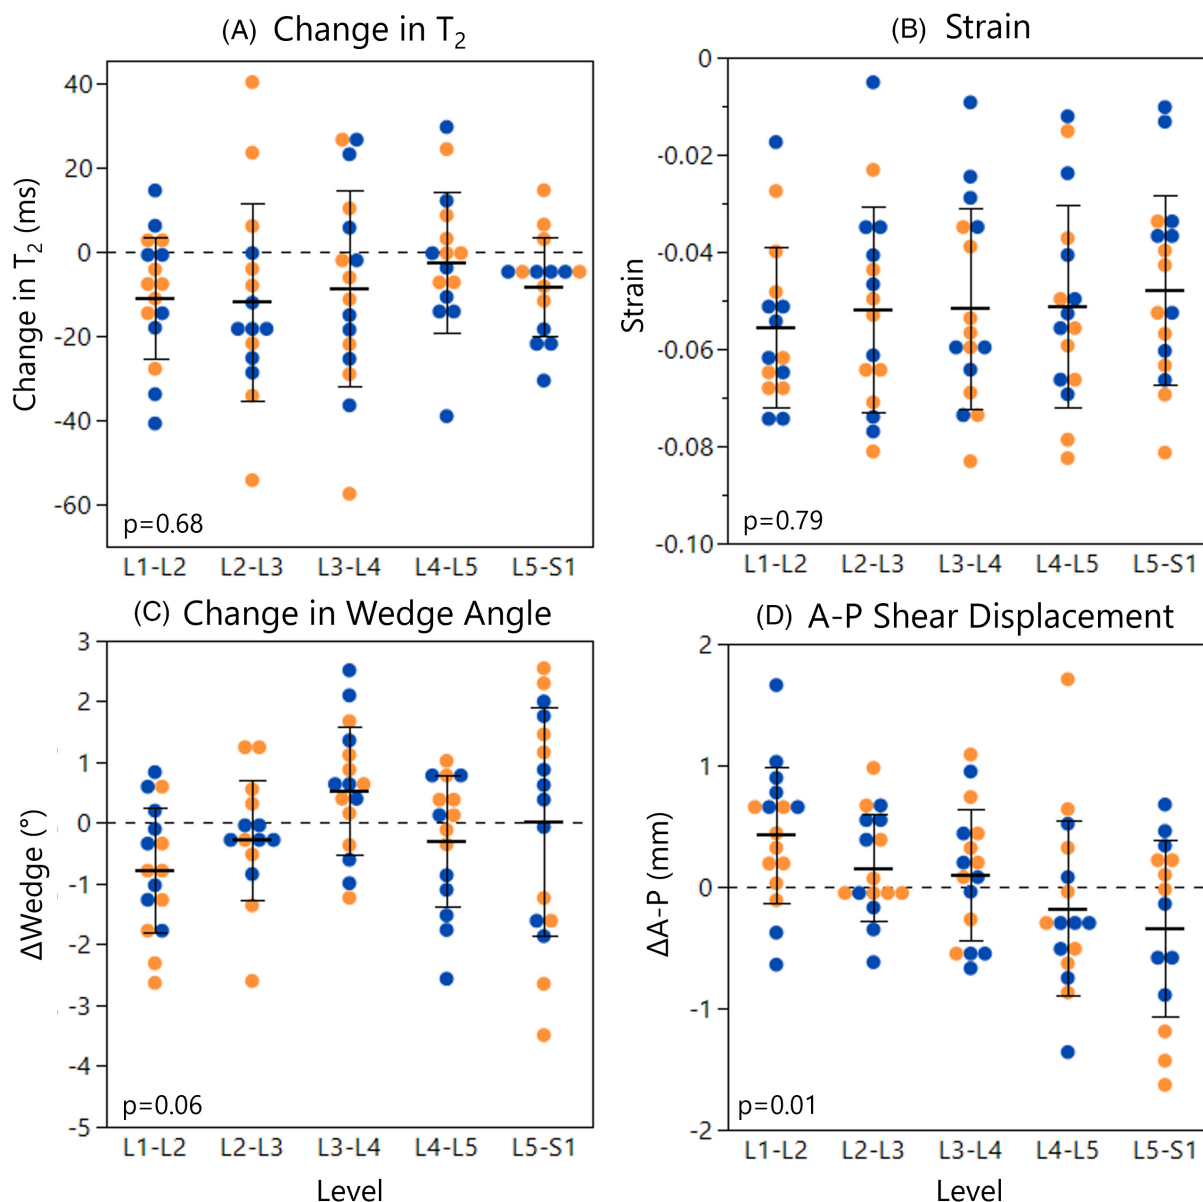 (A) Change in T2
Change in T2 (ms)
40
20
0
-20
-40
-60
p=0.68
L1-L2 L2-L3 L3-L4 L4-L5 L5-S1
(B) Strain
Strain
0
-0.02
-0.04
-0.06
-0.08
-0.10
p=0.79
L1-L2 L2-L3 L3-L4 L4-L5 L5-S1
(C) Change in Wedge Angle
ΔWedge (°)
3
2
1
0
-1
-2
-3
-4
-5
p=0.06
L1-L2 L2-L3 L3-L4 L4-L5 L5-S1
Level
(D) A-P Shear Displacement
ΔA-P (mm)
2
1
0
-1
-2
p=0.01
L1-L2 L2-L3 L3-L4 L4-L5 L5-S1
Level